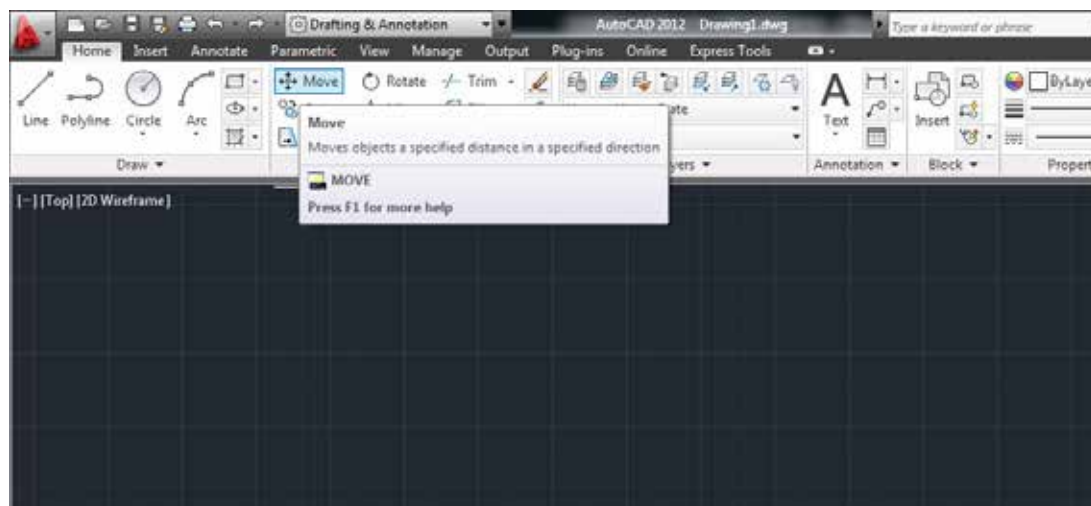 Drafting & Annotation
AutoCAD 2012 Drawing1.dwg
Type a keyword or phrase
Home Insert Annotate Parametric View Manage Output Plug-ins Online Express Tools
Move Rotate Trim ByLaye
Line Polyline Circle Arc Text Insert
Move
Moves objects a specified distance in a specified direction
MOVE
Press F1 for more help
Draw Annotation Block Proper
[−] [Top] [2D Wireframe]